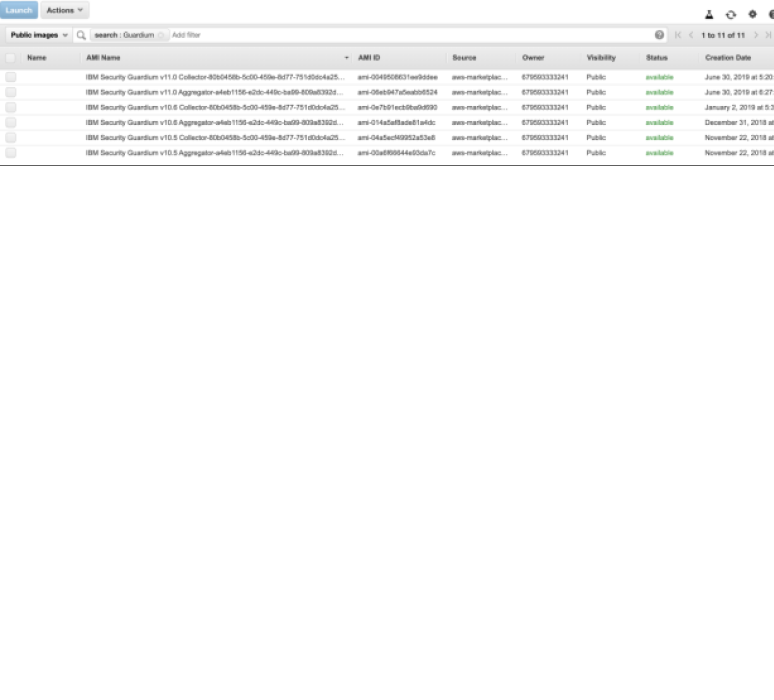 Launch Actions
Public images search : Guardium Add filter 1 to 11 of 11
Name AMI Name AMI ID Source Owner Visibility Status Creation Date
IBM Security Guardium v11.0 Collector-80b0458b-5c00-459e-8d77-751d0dc4a25... aws-marketplac... 679593333241 Public available June 30, 2019 at 5:20:
IBM Security Guardium v11.0 Aggregator-a4eb1156-e2dc-449c-ba99-809a8392d... ami-06eb947a5eabb6524 aws-marketplac... 679593333241 Public available June 30, 2019 at 6:27:
IBM Security Guardium v10.6 Collector-80b0458b-5c00-459e-8d77-751d0dc4a25... ami-0e7b91ecb9ba9d690 aws-marketplac... 679593333241 Public available January 2, 2019 at 5:3
IBM Security Guardium v10.6 Aggregator-a4eb1156-e2dc-449c-ba99-809a8392d... ami-014a5af8ade81a4dc aws-marketplac... 679593333241 Public available December 31, 2018 at
IBM Security Guardium v10.5 Collector-80b0458b-5c00-459e-8d77-751d0dc4a25... ami-04a5ecf49952a53e8 aws-marketplac... 679593333241 Public available November 22, 2018 at
IBM Security Guardium v10.5 Aggregator-a4eb1156-e2dc-449c-ba99-809a8392d... ami-00a6f66644e93da7c aws-marketplac... 679593333241 Public available November 22, 2018 at